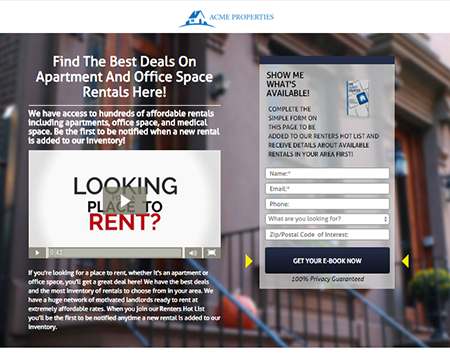 ACME PROPERTIES
Find The Best Deals On
Apartment And Office Space
Rentals Here!
We have access to hundreds of affordable rentals
including apartments, office space, and medical
space. Be the first to be notified when a new rental
is added to our inventory!
LOOKING
PLACE TO
RENT?
0:42
If you're looking for a place to rent, whether it's an apartment or
office space, you'll get a great deal here! We have the best deals
and the most inventory of rentals to choose from in your area. We
have a huge network of motivated landlords ready to rent at
extremely affordable rates. When you join our Renters Hot List
you'll be the first to be notified anytime a new rental is added to our
inventory.
SHOW ME
WHAT'S
AVAILABLE!
COMPLETE THE
SIMPLE FORM ON
THIS PAGE TO BE
ADDED TO OUR RENTERS HOT LIST AND
RECEIVE DETAILS ABOUT AVAILABLE
RENTALS IN YOUR AREA FIRST!
Name:*
Email:*
Phone:
What are you looking for?
Zip/Postal Code of Interest:
GET YOUR E-BOOK NOW
100% Privacy Guaranteed